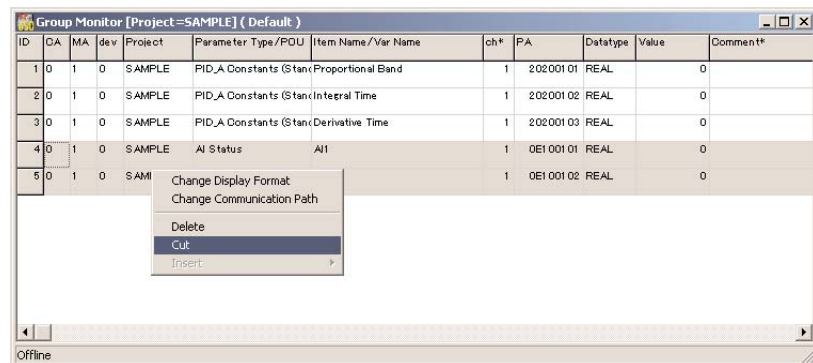 Group Monitor [Project=SAMPLE] ( Default )
ID CA MA dev Project Parameter Type/POU Item Name/Var Name ch* PA Datatype Value Comment*
1 0 1 0 SAMPLE PID_A Constants (Stand Proportional Band 1 20200101 REAL 0
2 0 1 0 SAMPLE PID_A Constants (Stand Integral Time 1 20200102 REAL 0
3 0 1 0 SAMPLE PID_A Constants (Stand Derivative Time 1 20200103 REAL 0
4 0 1 0 SAMPLE AI Status AI1 1 0E100101 REAL 0
5 0 1 0 1 0E100102 REAL 0
Change Display Format
Change Communication Path
Delete
Cut
Insert
Offline